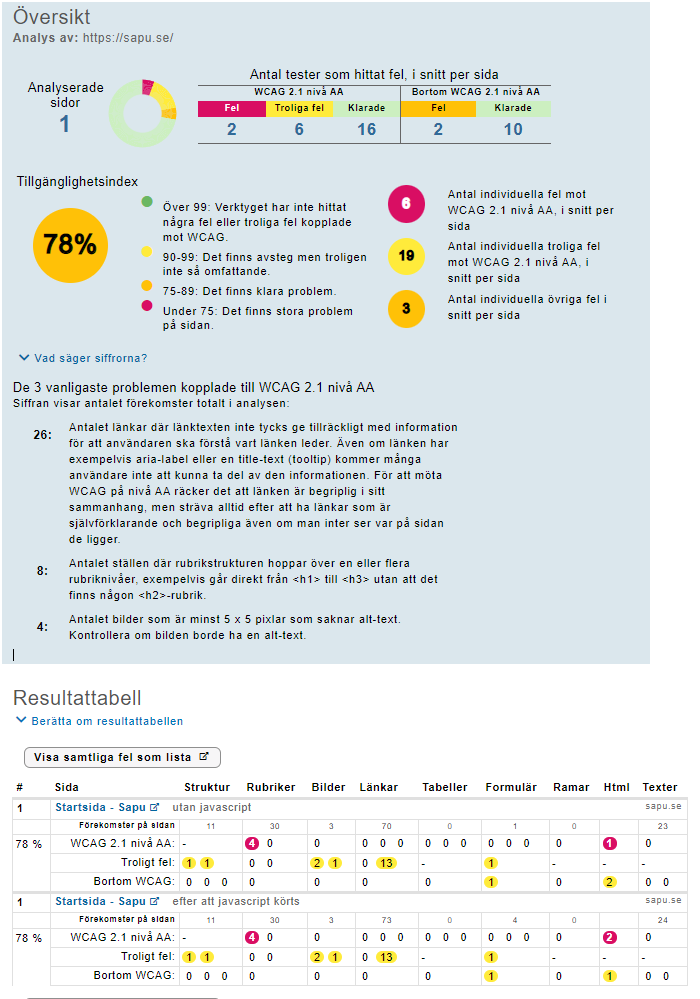 Översikt
Analys av: https://sapu.se/
Analyserade
sidor
1
Antal tester som hittat fel, i snitt per sida
WCAG 2.1 nivå AA Bortom WCAG 2.1 nivå AA
Fel Troliga fel Klarade Fel Klarade
2 6 16 2 10
Tillgänglighetsindex
78%
Över 99: Verktyget har inte hittat
några fel eller troliga fel kopplade
mot WCAG.
90-99: Det finns avsteg men troligen
inte så omfattande.
75-89: Det finns klara problem.
Under 75: Det finns stora problem
på sidan.
6 Antal individuella fel mot
WCAG 2.1 nivå AA, i snitt per
sida
19 Antal individuella troliga fel
mot WCAG 2.1 nivå AA, i
snitt per sida
3 Antal individuella övriga fel i
snitt per sida
Vad säger siffrorna?
De 3 vanligaste problemen kopplade till WCAG 2.1 nivå AA
Siffran visar antalet förekomster totalt i analysen:
26: Antalet länkar där länktexten inte tycks ge tillräckligt med information
för att användaren ska förstå vart länken leder. Även om länken har
exempelvis aria-label eller en title-text (tooltip) kommer många
användare inte att kunna ta del av den informationen. För att möta
WCAG på nivå AA räcker det att länken är begriplig i sitt
sammanhang, men sträva alltid efter att ha länkar som är
självförklarande och begripliga även om man inter ser var på sidan
de ligger.
8: Antalet ställen där rubrikstrukturen hoppar över en eller flera
rubriknivåer, exempelvis går direkt från <h1> till <h3> utan att det
finns någon <h2>-rubrik.
4: Antalet bilder som är minst 5 x 5 pixlar som saknar alt-text.
Kontrollera om bilden borde ha en alt-text.
Resultattabell
Berätta om resultattabellen
Visa samtliga fel som lista
# Sida Struktur Rubriker Bilder Länkar Tabeller Formulär Ramar Html Texter
1 Startsida - Sapu utan javascript sapu.se
Förekomster på sidan 11 30 3 70 0 1 0 23
78 % WCAG 2.1 nivå AA: - 4 0 0 0 0 0 0 0 0 0 0 0 0 1 0
Troligt fel: 1 1 0 0 2 1 0 13 - 1 - - -
Bortom WCAG: 0 0 0 0 0 0 0 1 0 2 0 0
1 Startsida - Sapu efter att javascript körts sapu.se
Förekomster på sidan 11 30 3 73 0 4 0 24
78 % WCAG 2.1 nivå AA: - 4 0 0 0 0 0 0 0 0 0 0 0 0 2 0
Troligt fel: 1 1 0 0 2 1 0 13 - 1 - - -
Bortom WCAG: 0 0 0 0 0 0 0 1 0 1 0 0